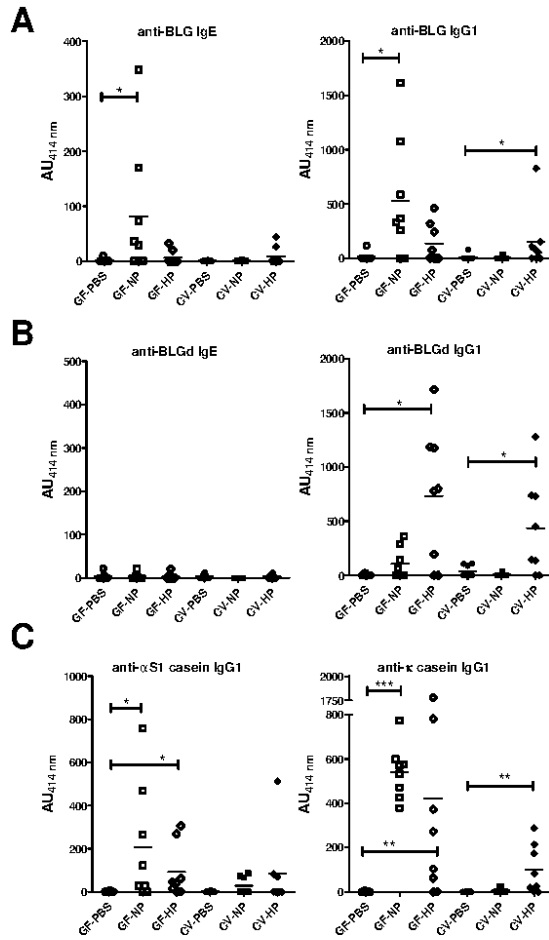 A
anti-BLG IgE
anti-BLG IgG1
AU414 nm
400
300
200
100
0
*
GF-PBS
GF-NP
GF-HP
CV-PBS
CV-NP
CV-HP
AU414 nm
2000
1500
1000
500
0
*
*
GF-PBS
GF-NP
GF-HP
CV-PBS
CV-NP
CV-HP
B
anti-BLGd IgE
anti-BLGd IgG1
AU414 nm
500
400
300
200
100
0
GF-PBS
GF-NP
GF-HP
CV-PBS
CV-NP
CV-HP
AU414 nm
2000
1500
1000
500
0
*
*
GF-PBS
GF-NP
GF-HP
CV-PBS
CV-NP
CV-HP
C
anti-αS1 casein IgG1
anti-κ casein IgG1
AU414 nm
1000
800
600
400
200
0
*
*
GF-PBS
GF-NP
GF-HP
CV-PBS
CV-NP
CV-HP
AU414 nm
2000
1750
800
600
400
200
0
***
**
**
GF-PBS
GF-NP
GF-HP
CV-PBS
CV-NP
CV-HP